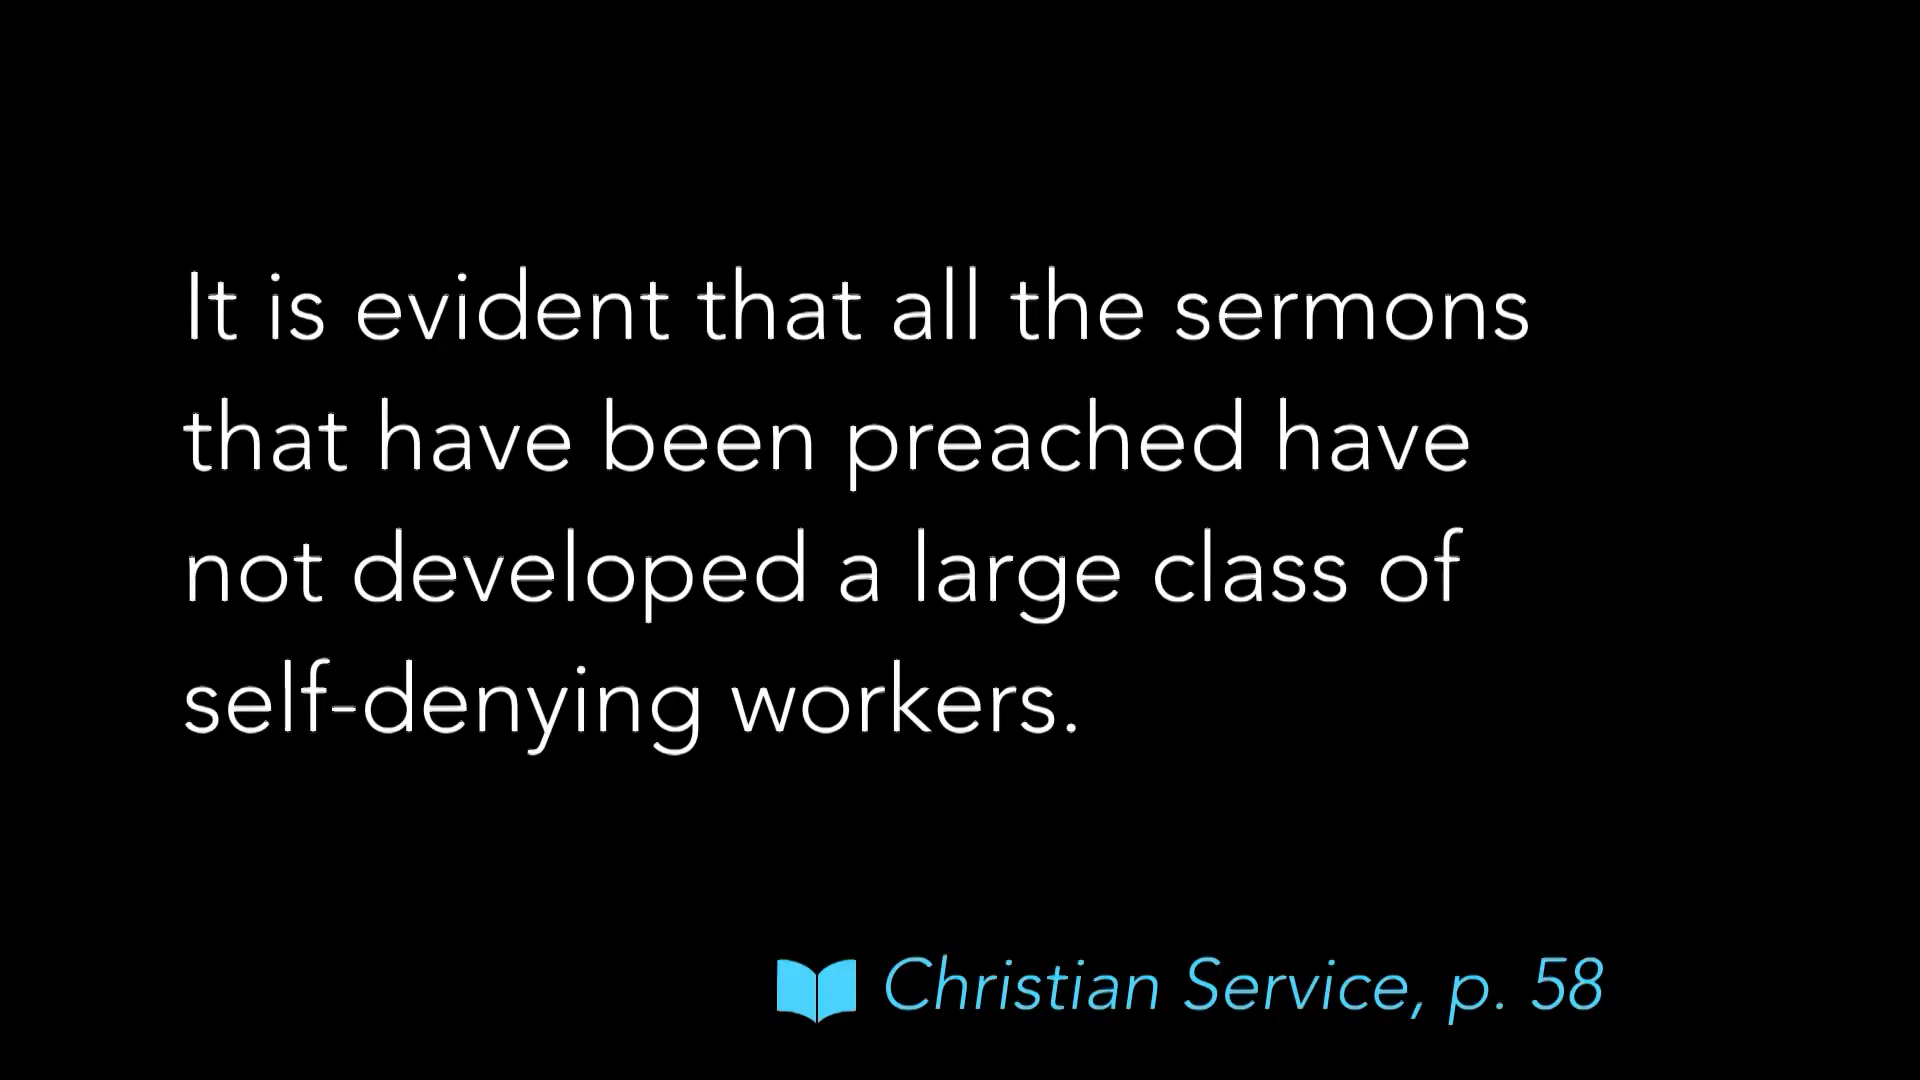 It is evident that all the sermons
that have been preached have
not developed a large class of
self-denying workers.
Christian Service, p. 58